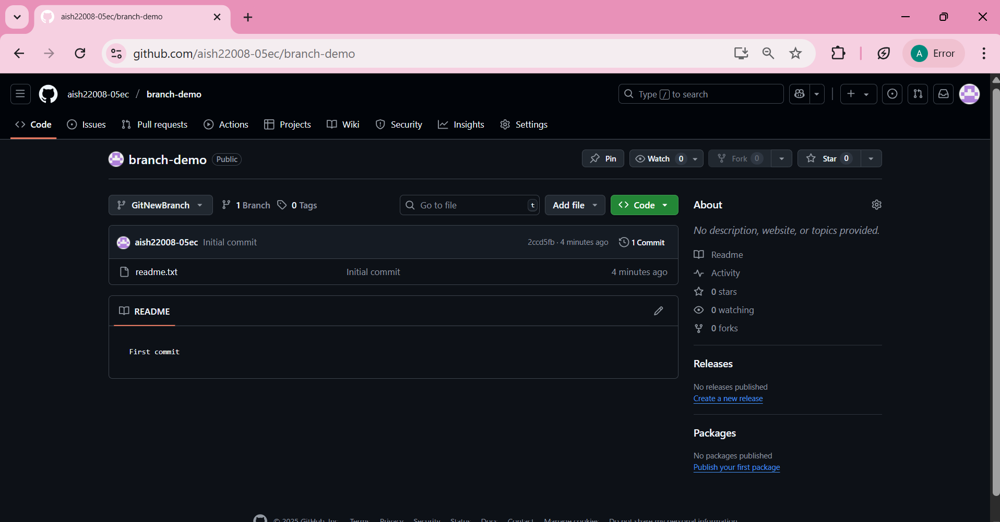 aish22008-05ec/branch-demo
github.com/aish22008-05ec/branch-demo
A Error
aish22008-05ec / branch-demo
Type / to search
Code Issues Pull requests Actions Projects Wiki Security Insights Settings
branch-demo Public
Pin Watch 0 Fork 0 Star 0
GitNewBranch 1 Branch 0 Tags
Go to file t Add file Code
aish22008-05ec Initial commit 2ccd5fb · 4 minutes ago 1 Commit
readme.txt Initial commit 4 minutes ago
README
First commit
About
No description, website, or topics provided.
Readme
Activity
0 stars
0 watching
0 forks
Releases
No releases published
Create a new release
Packages
No packages published
Publish your first package
© 2025 GitHub, Inc. Terms Privacy Security Status Docs Contact Manage cookies Do not share my personal information